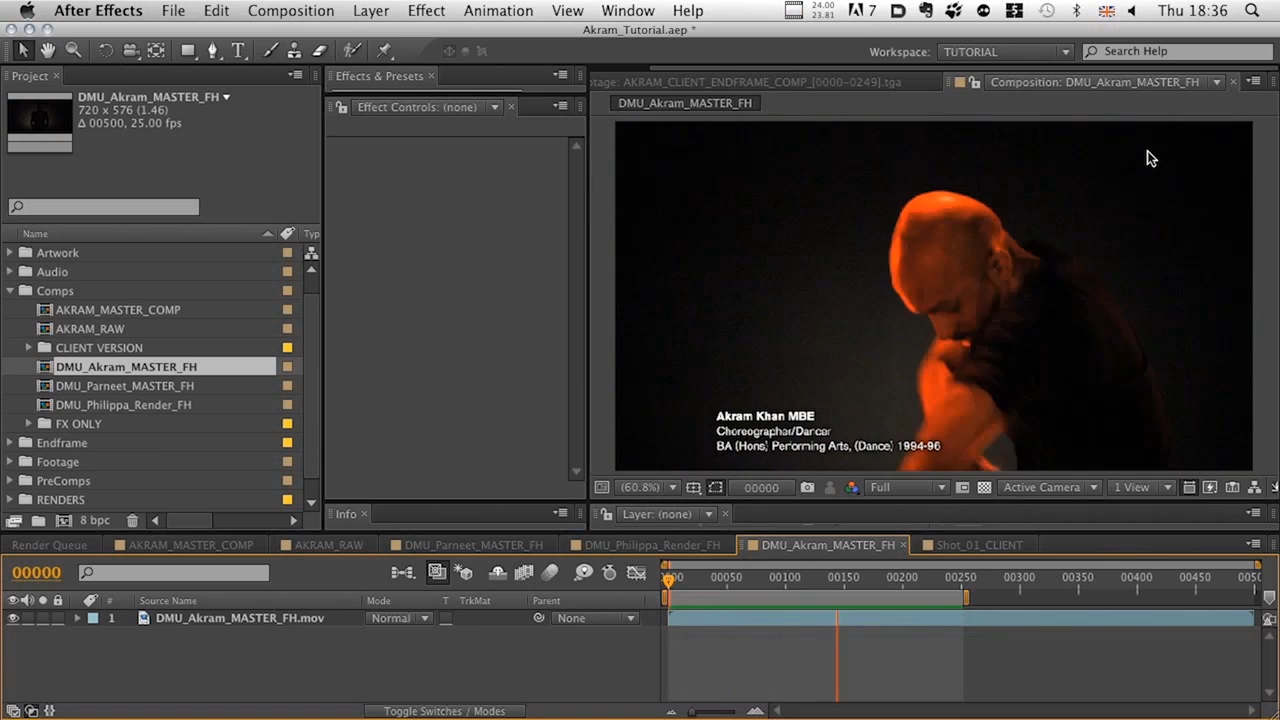 After Effects File Edit Composition Layer Effect Animation View Window Help 24.00 23.81 7 Thu 18:36
Akram_Tutorial.aep *
Workspace: TUTORIAL Search Help
Project Effects & Presets tage: AKRAM_CLIENT_ENDFRAME_COMP_[0000-0249].tga Composition: DMU_Akram_MASTER_FH
DMU_Akram_MASTER_FH
720 x 576 (1.46)
Δ 00500, 25.00 fps
Effect Controls: (none)
DMU_Akram_MASTER_FH
Name Typ
Artwork
Audio
Comps
AKRAM_MASTER_COMP
AKRAM_RAW
CLIENT VERSION
DMU_Akram_MASTER_FH
DMU_Parneet_MASTER_FH
DMU_Philippa_Render_FH
FX ONLY
Endframe
Footage
PreComps
RENDERS
8 bpc
Akram Khan MBE
Choreographer/Dancer
BA (Hons) Performing Arts, (Dance) 1994-96
(60.8%) 00000 Full Active Camera 1 View
Info Layer: (none)
Render Queue AKRAM_MASTER_COMP AKRAM_RAW DMU_Parneet_MASTER_FH DMU_Philippa_Render_FH DMU_Akram_MASTER_FH Shot_01_CLIENT
00000 00050 00100 00150 00200 00250 00300 00350 00400 00450
# Source Name Mode T TrkMat Parent
1 DMU_Akram_MASTER_FH.mov Normal None
Toggle Switches / Modes